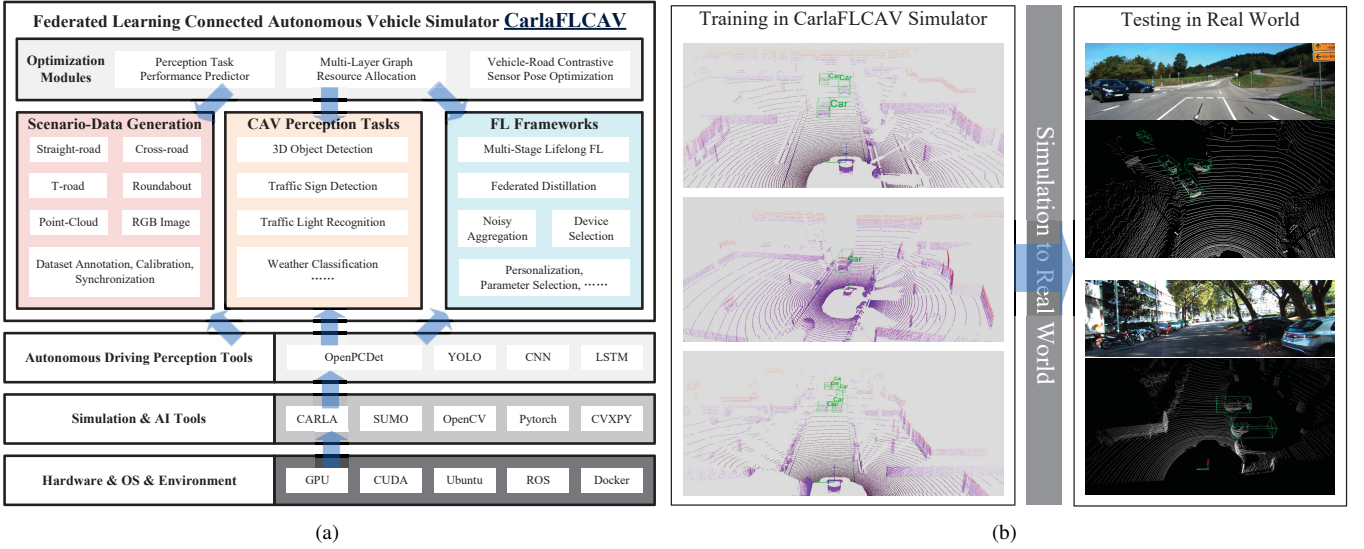 Federated Learning Connected Autonomous Vehicle Simulator CarlaFLCAV
Optimization
Modules
Perception Task
Performance Predictor
Multi-Layer Graph
Resource Allocation
Vehicle-Road Contrastive
Sensor Pose Optimization
Scenario-Data Generation
Straight-road
Cross-road
T-road
Roundabout
Point-Cloud
RGB Image
Dataset Annotation, Calibration,
Synchronization
CAV Perception Tasks
3D Object Detection
Traffic Sign Detection
Traffic Light Recognition
Weather Classification
……
FL Frameworks
Multi-Stage Lifelong FL
Federated Distillation
Noisy
Aggregation
Device
Selection
Personalization,
Parameter Selection, ……
Autonomous Driving Perception Tools
OpenPCDet
YOLO
CNN
LSTM
Simulation & AI Tools
CARLA
SUMO
OpenCV
Pytorch
CVXPY
Hardware & OS & Environment
GPU
CUDA
Ubuntu
ROS
Docker
(a)
Training in CarlaFLCAV Simulator
Car
Car
Car
Car
Car
Car
Car
Car
Simulation to Real World
Testing in Real World
(b)